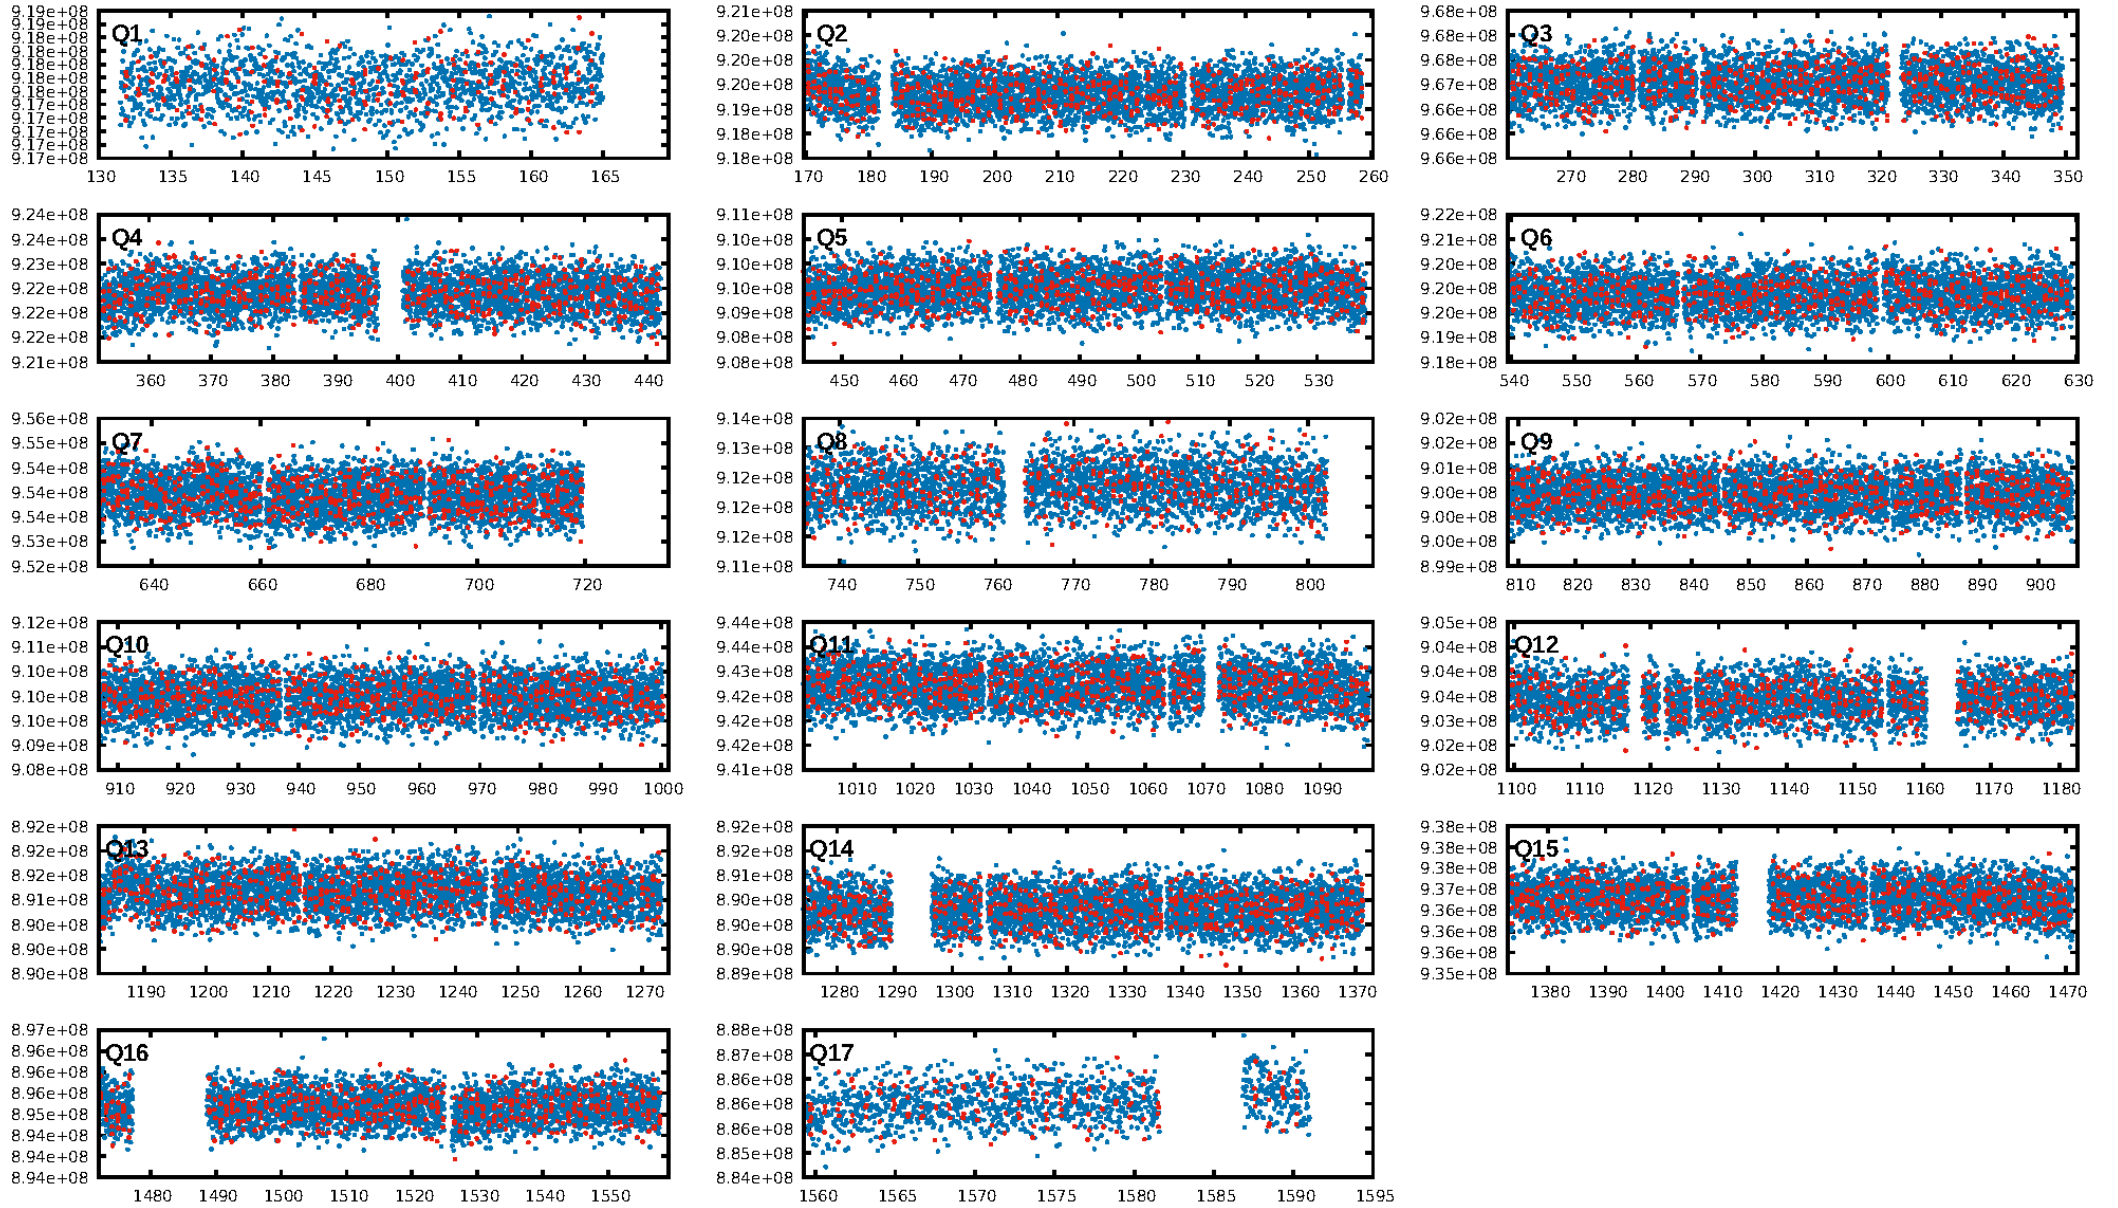 Q1
9.19e+08
9.19e+08
9.18e+08
9.18e+08
9.18e+08
9.18e+08
9.18e+08
9.17e+08
9.17e+08
9.17e+08
9.17e+08
9.17e+08
130 135 140 145 150 155 160 165
Q2
9.21e+08
9.20e+08
9.20e+08
9.20e+08
9.19e+08
9.18e+08
9.18e+08
170 180 190 200 210 220 230 240 250 260
Q3
9.68e+08
9.68e+08
9.67e+08
9.67e+08
9.66e+08
9.66e+08
9.66e+08
270 280 290 300 310 320 330 340 350
Q4
9.24e+08
9.24e+08
9.23e+08
9.22e+08
9.22e+08
9.22e+08
9.21e+08
360 370 380 390 400 410 420 430 440
Q5
9.11e+08
9.10e+08
9.10e+08
9.10e+08
9.09e+08
9.08e+08
9.08e+08
450 460 470 480 490 500 510 520 530
Q6
9.22e+08
9.21e+08
9.20e+08
9.20e+08
9.20e+08
9.19e+08
9.18e+08
540 550 560 570 580 590 600 610 620 630
Q7
9.56e+08
9.55e+08
9.54e+08
9.54e+08
9.54e+08
9.53e+08
9.52e+08
640 660 680 700 720
Q8
9.14e+08
9.13e+08
9.12e+08
9.12e+08
9.12e+08
9.11e+08
740 750 760 770 780 790 800
Q9
9.02e+08
9.02e+08
9.01e+08
9.00e+08
9.00e+08
9.00e+08
8.99e+08
810 820 830 840 850 860 870 880 890 900
Q10
9.12e+08
9.11e+08
9.10e+08
9.10e+08
9.10e+08
9.09e+08
9.08e+08
910 920 930 940 950 960 970 980 990 1000
Q11
9.44e+08
9.44e+08
9.43e+08
9.42e+08
9.42e+08
9.42e+08
9.41e+08
1010 1020 1030 1040 1050 1060 1070 1080 1090
Q12
9.05e+08
9.04e+08
9.04e+08
9.04e+08
9.03e+08
9.02e+08
9.02e+08
1100 1110 1120 1130 1140 1150 1160 1170 1180
Q13
8.92e+08
8.92e+08
8.92e+08
8.91e+08
8.90e+08
8.90e+08
8.90e+08
1190 1200 1210 1220 1230 1240 1250 1260 1270
Q14
8.92e+08
8.92e+08
8.91e+08
8.90e+08
8.90e+08
8.90e+08
8.89e+08
1280 1290 1300 1310 1320 1330 1340 1350 1360 1370
Q15
9.38e+08
9.38e+08
9.38e+08
9.37e+08
9.36e+08
9.36e+08
9.36e+08
9.35e+08
1380 1390 1400 1410 1420 1430 1440 1450 1460 1470
Q16
8.97e+08
8.96e+08
8.96e+08
8.96e+08
8.95e+08
8.94e+08
8.94e+08
8.94e+08
1480 1490 1500 1510 1520 1530 1540 1550
Q17
8.88e+08
8.87e+08
8.86e+08
8.86e+08
8.86e+08
8.85e+08
8.84e+08
1560 1565 1570 1575 1580 1585 1590 1595